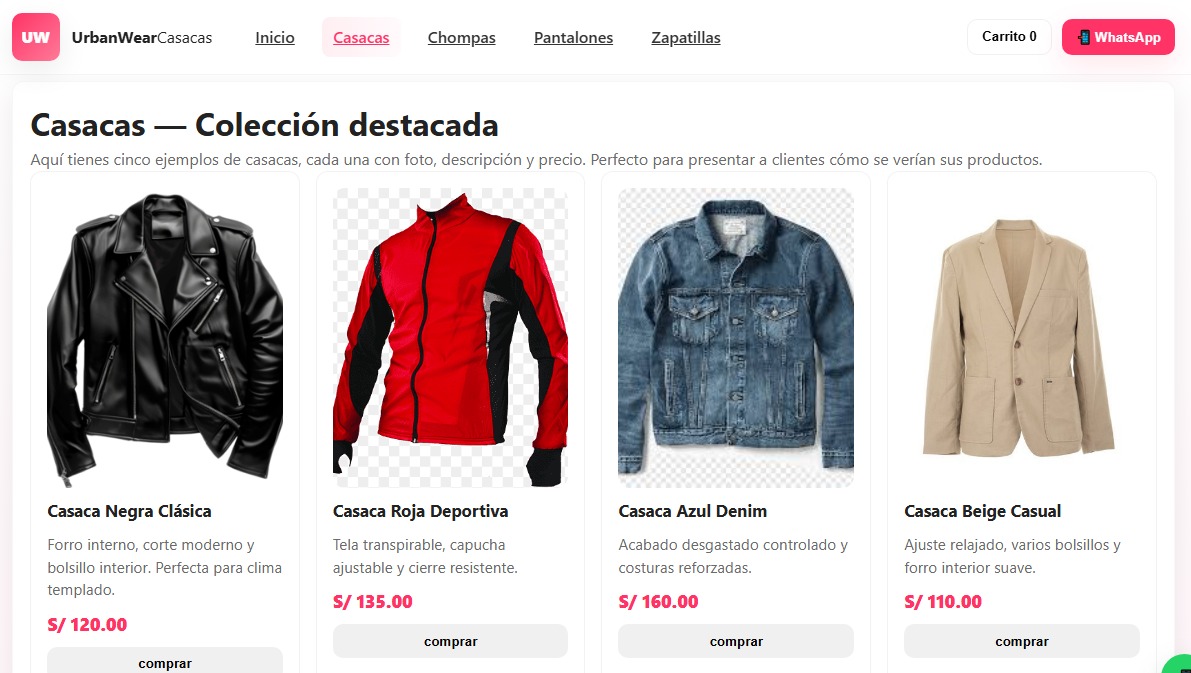 UW
UrbanWearCasacas
Inicio
Casacas
Chompas
Pantalones
Zapatillas
Carrito 0
WhatsApp
Casacas — Colección destacada
Aquí tienes cinco ejemplos de casacas, cada una con foto, descripción y precio. Perfecto para presentar a clientes cómo se verían sus productos.
Casaca Negra Clásica
Forro interno, corte moderno y
bolsillo interior. Perfecta para clima
templado.
S/ 120.00
comprar
Casaca Roja Deportiva
Tela transpirable, capucha
ajustable y cierre resistente.
S/ 135.00
comprar
Casaca Azul Denim
Acabado desgastado controlado y
costuras reforzadas.
S/ 160.00
comprar
Casaca Beige Casual
Ajuste relajado, varios bolsillos y
forro interior suave.
S/ 110.00
comprar